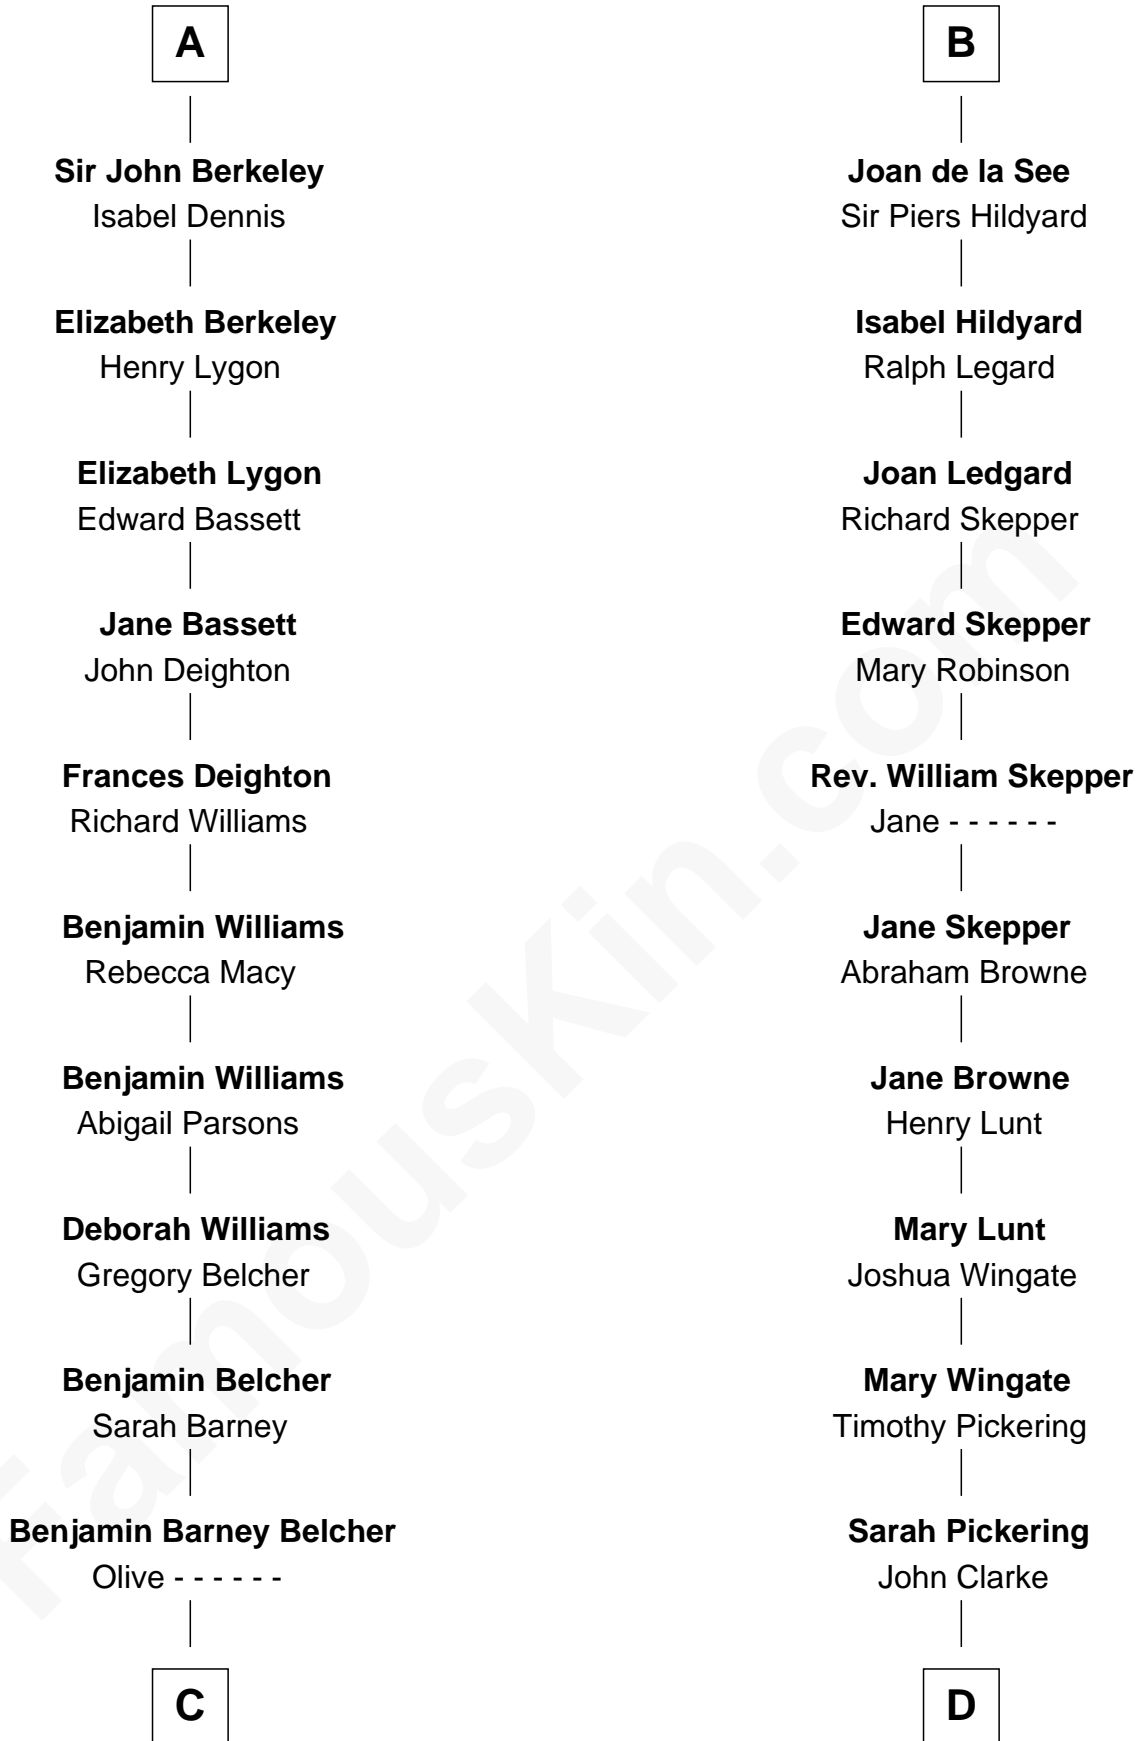 A
Sir John Berkeley
Isabel Dennis
Elizabeth Berkeley
Henry Lygon
Elizabeth Lygon
Edward Bassett
Jane Bassett
John Deighton
Frances Deighton
Richard Williams
Benjamin Williams
Rebecca Macy
Benjamin Williams
Abigail Parsons
Deborah Williams
Gregory Belcher
Benjamin Belcher
Sarah Barney
Benjamin Barney Belcher
Olive - - - - - -
C
B
Joan de la See
Sir Piers Hildyard
Isabel Hildyard
Ralph Legard
Joan Ledgard
Richard Skepper
Edward Skepper
Mary Robinson
Rev. William Skepper
Jane - - - - - -
Jane Skepper
Abraham Browne
Jane Browne
Henry Lunt
Mary Lunt
Joshua Wingate
Mary Wingate
Timothy Pickering
Sarah Pickering
John Clarke
D
FamousKin.com